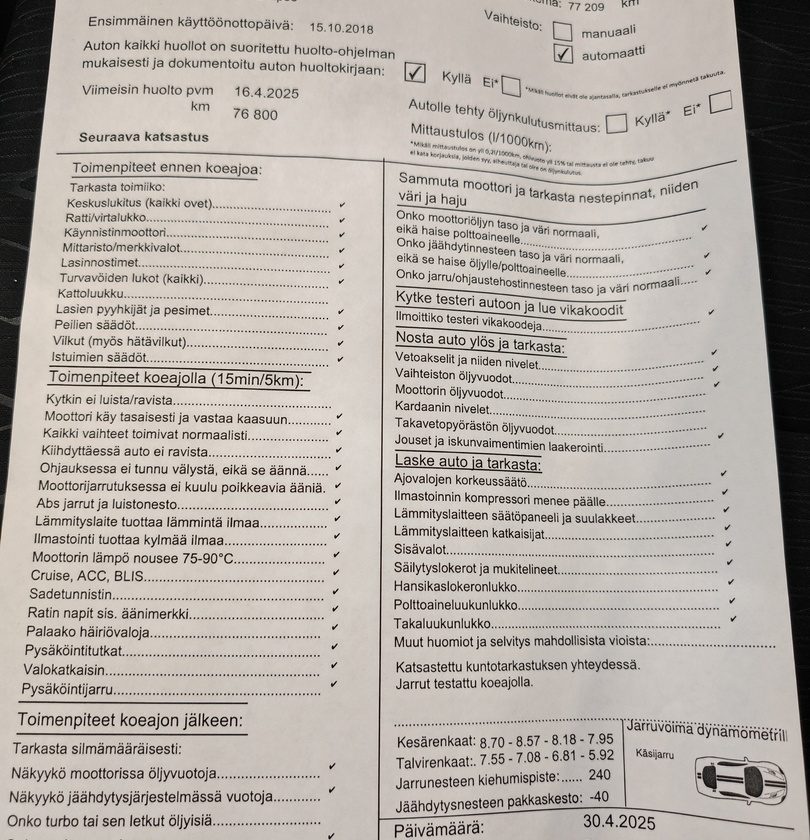 77 209 km
Ensimmäinen käyttöönottopäivä: 15.10.2018
Vaihteisto: manuaali
✓ automaatti
Auton kaikki huollot on suoritettu huolto-ohjelman
mukaisesti ja dokumentoitu auton huoltokirjaan: ✓ Kyllä Ei*
*Mikäli huollot eivät ole ajantasalla, tarkastukselle ei myönnetä takuuta.
Viimeisin huolto pvm 16.4.2025
km 76 800
Autolle tehty öljynkulutusmittaus: Kyllä* Ei*
Mittaustulos (l/1000km):
Seuraava katsastus
Toimenpiteet ennen koeajoa:
Tarkasta toimiiko:
Keskuslukitus (kaikki ovet) ✓
Ratti/virtalukko ✓
Käynnistinmoottori ✓
Mittaristo/merkkivalot ✓
Lasinnostimet ✓
Turvavöiden lukot (kaikki) ✓
Kattoluukku
Lasien pyyhkijät ja pesimet ✓
Peilien säädöt ✓
Vilkut (myös hätävilkut) ✓
Istuimien säädöt ✓
Toimenpiteet koeajolla (15min/5km):
Kytkin ei luista/ravista
Moottori käy tasaisesti ja vastaa kaasuun ✓
Kaikki vaihteet toimivat normaalisti ✓
Kiihdyttäessä auto ei ravista ✓
Ohjauksessa ei tunnu välystä, eikä se äännä ✓
Moottorijarrutuksessa ei kuulu poikkeavia ääniä. ✓
Abs jarrut ja luistonesto ✓
Lämmityslaite tuottaa lämmintä ilmaa ✓
Ilmastointi tuottaa kylmää ilmaa ✓
Moottorin lämpö nousee 75-90°C ✓
Cruise, ACC, BLIS ✓
Sadetunnistin ✓
Ratin napit sis. äänimerkki ✓
Palaako häiriövaloja ✓
Pysäköintitutkat ✓
Valokatkaisin ✓
Pysäköintijarru ✓
Toimenpiteet koeajon jälkeen:
Tarkasta silmämääräisesti:
Näkyykö moottorissa öljyvuotoja ✓
Näkyykö jäähdytysjärjestelmässä vuotoja ✓
Onko turbo tai sen letkut öljyisiä ✓
Sammuta moottori ja tarkasta nestepinnat, niiden
väri ja haju
Onko moottoriöljyn taso ja väri normaali,
eikä haise polttoaineelle ✓
Onko jäähdytinnesteen taso ja väri normaali,
eikä se haise öljylle/polttoaineelle ✓
Onko jarru/ohjaustehostinnesteen taso ja väri normaali ✓
Kytke testeri autoon ja lue vikakoodit
Ilmoittiko testeri vikakoodeja ✓
Nosta auto ylös ja tarkasta:
Vetoakselit ja niiden nivelet ✓
Vaihteiston öljyvuodot ✓
Moottorin öljyvuodot ✓
Kardaanin nivelet
Takavetopyörästön öljyvuodot
Jouset ja iskunvaimentimien laakerointi ✓
Laske auto ja tarkasta:
Ajovalojen korkeussäätö ✓
Ilmastoinnin kompressori menee päälle ✓
Lämmityslaitteen säätöpaneeli ja suulakkeet ✓
Lämmityslaitteen katkaisijat ✓
Sisävalot ✓
Säilytyslokerot ja mukitelineet ✓
Hansikaslokeronlukko ✓
Polttoaineluukunlukko ✓
Takaluukunlukko ✓
Muut huomiot ja selvitys mahdollisista vioista:
Katsastettu kuntotarkastuksen yhteydessä.
Jarrut testattu koeajolla.
Kesärenkaat: 8.70 - 8.57 - 8.18 - 7.95
Talvirenkaat: 7.55 - 7.08 - 6.81 - 5.92
Jarrunesteen kiehumispiste: 240
Jäähdytysnesteen pakkaskesto: -40
Jarruvoima dynamometril
Käsijarru
Päivämäärä: 30.4.2025